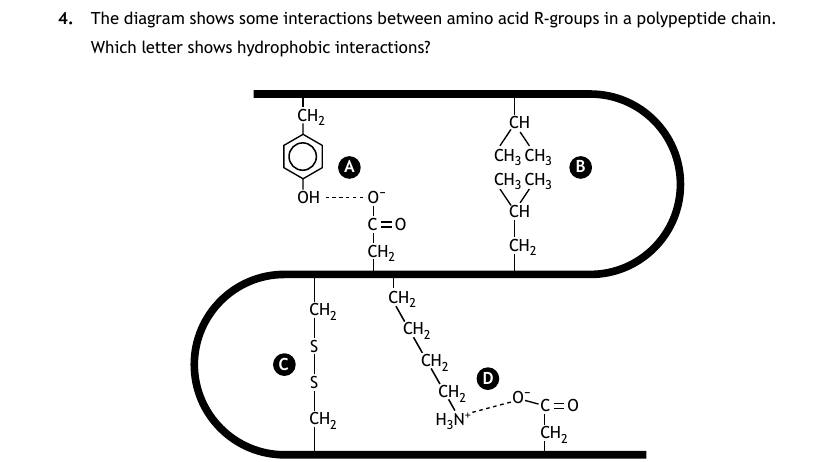 4. The diagram shows some interactions between amino acid R-groups in a polypeptide chain.
Which letter shows hydrophobic interactions?
CH₂
A
OH
O⁻
C=O
CH₂
CH
CH₃ CH₃
B
CH₃ CH₃
CH
CH₂
CH₂
S
C
S
CH₂
CH₂
CH₂
CH₂
CH₂
D
H₃N⁺
O⁻
C=O
CH₂